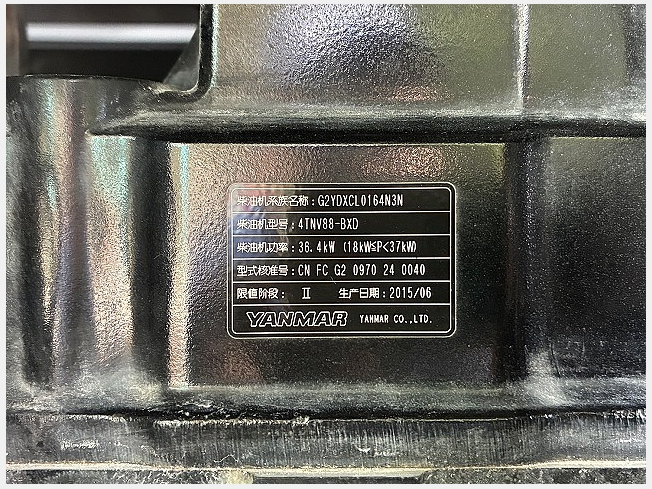 柴油机系族名称：G2YDXCL0164N3N
柴油机型号：4TNV88-BXD
柴油机功率：36.4kW (18kW≤P<37kW)
型式核准号：CN FC G2 0970 24 0040
限值阶段： Ⅱ 生产日期：2015/06
YANMAR YANMAR CO.,LTD.